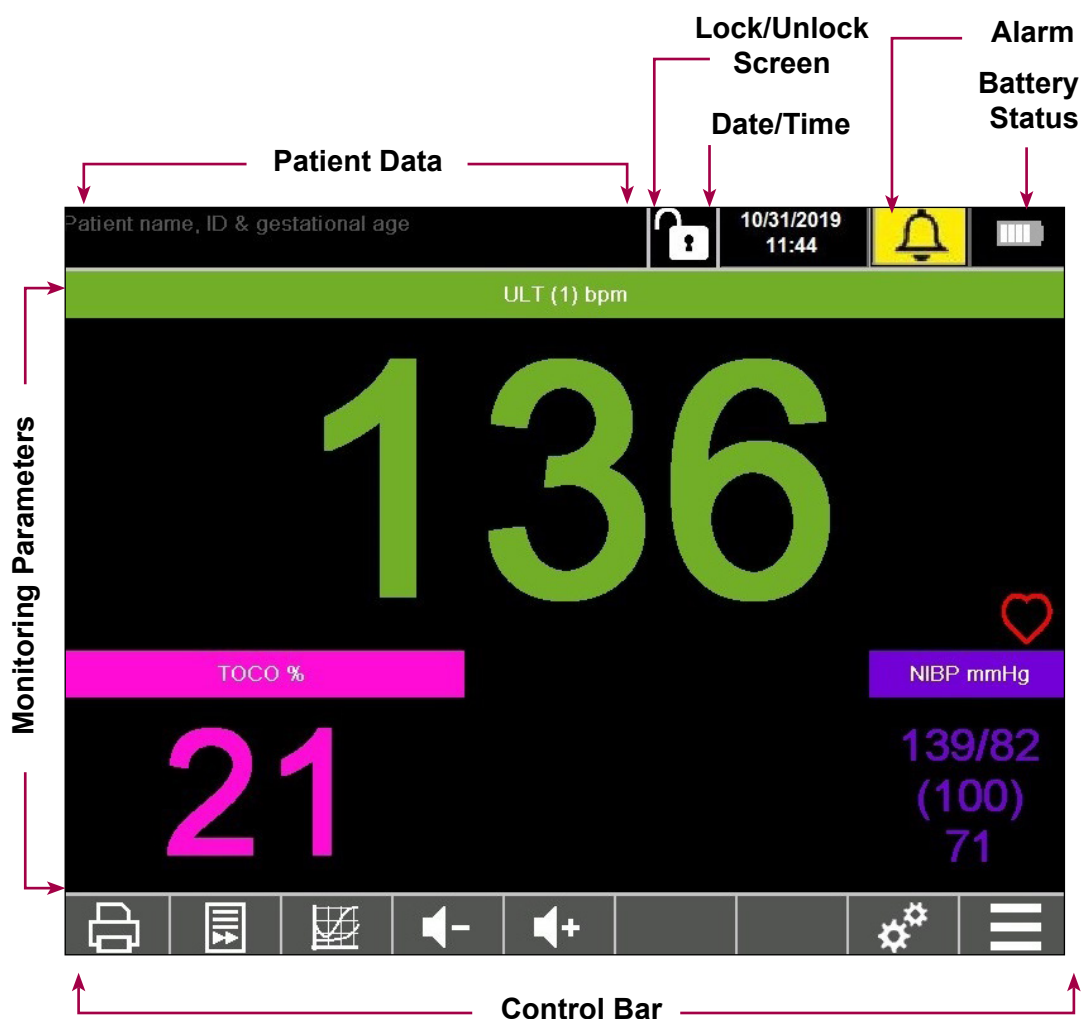 Lock/Unlock
Screen
Alarm
Battery
Status
Date/Time
Patient Data
Patient name, ID & gestational age
10/31/2019
11:44
ULT (1) bpm
136
Monitoring Parameters
TOCO %
NIBP mmHg
21
139/82
(100)
71
Control Bar